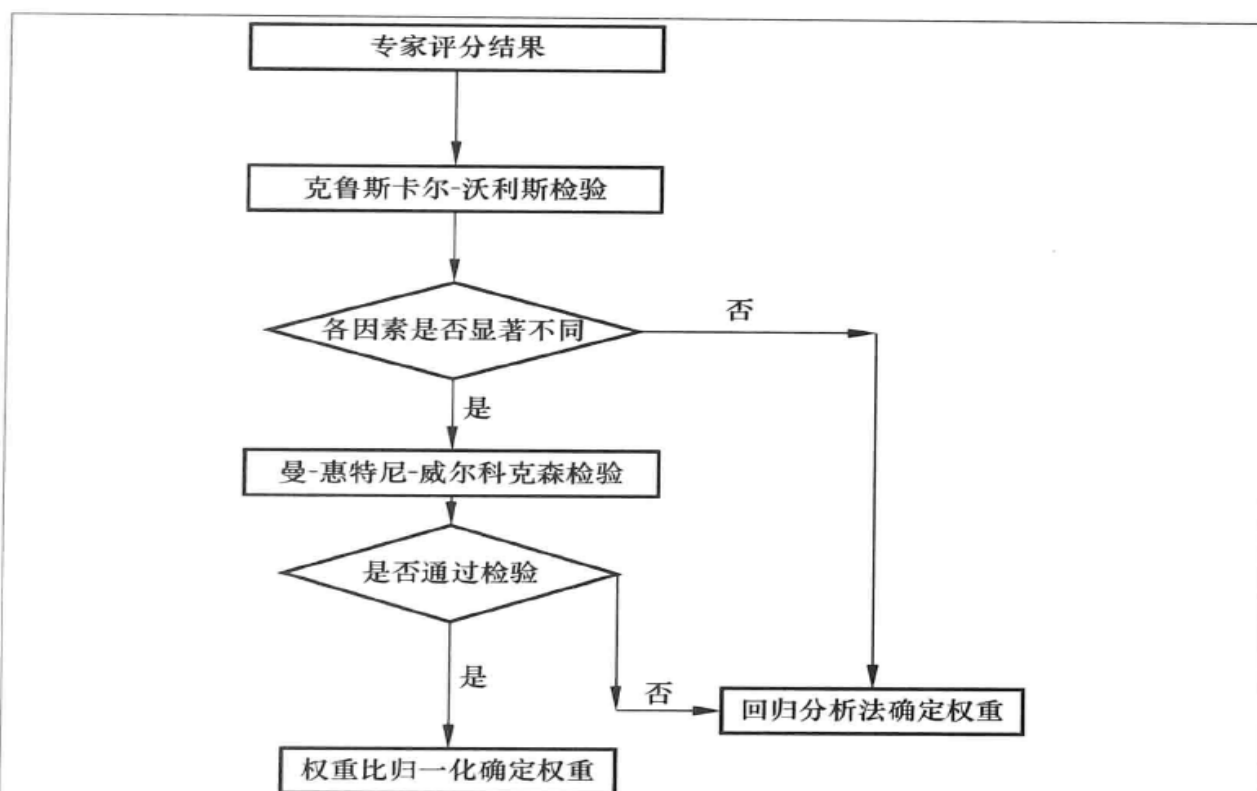 专家评分结果
克鲁斯卡尔-沃利斯检验
各因素是否显著不同
否
是
曼-惠特尼-威尔科克森检验
是否通过检验
是
否
回归分析法确定权重
权重比归一化确定权重